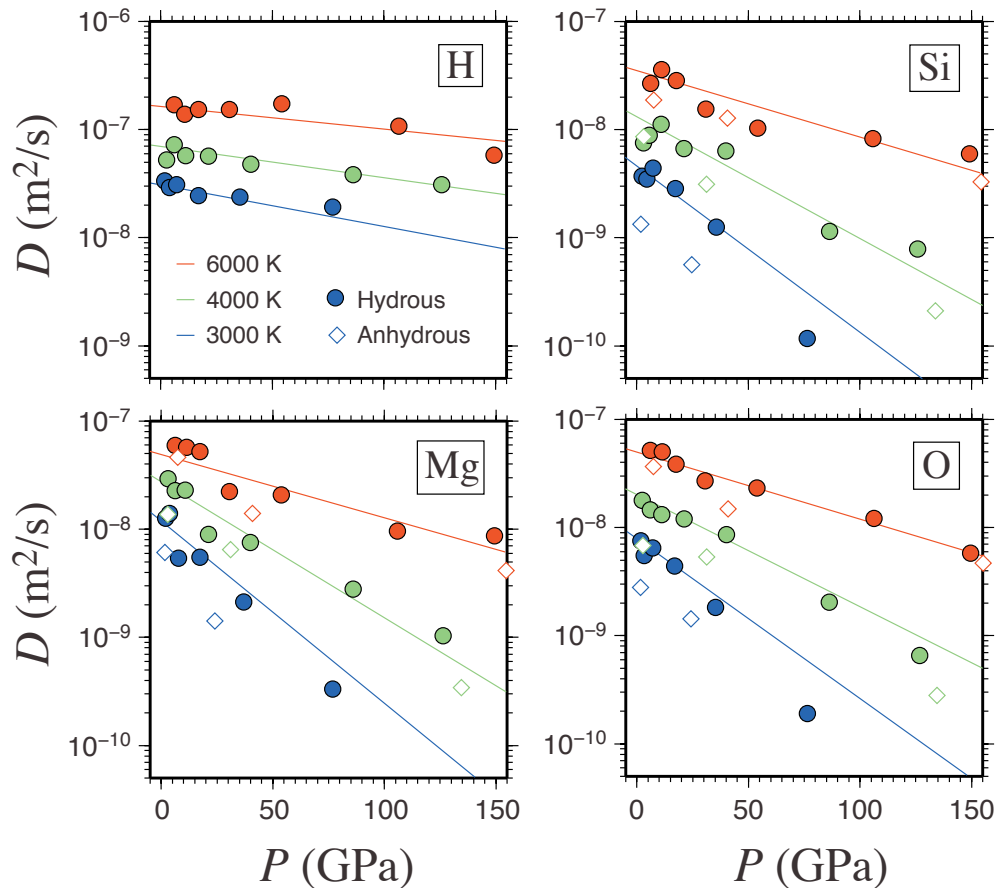 10⁻⁶
10⁻⁷
10⁻⁸
10⁻⁹
D (m²/s)
H
6000 K
4000 K
3000 K
Hydrous
Anhydrous
10⁻⁷
10⁻⁸
10⁻⁹
10⁻¹⁰
Si
10⁻⁷
10⁻⁸
10⁻⁹
10⁻¹⁰
D (m²/s)
Mg
0 50 100 150
P (GPa)
10⁻⁷
10⁻⁸
10⁻⁹
10⁻¹⁰
O
0 50 100 150
P (GPa)